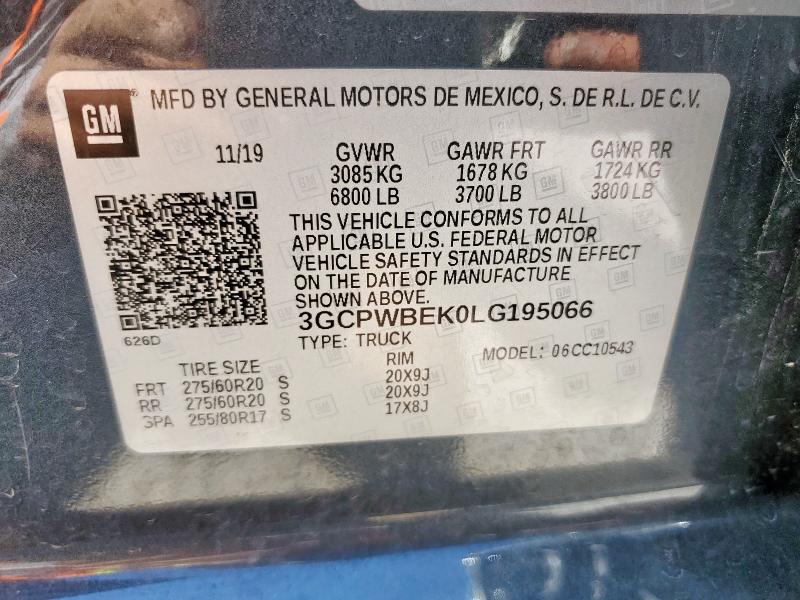 GM
MFD BY GENERAL MOTORS DE MEXICO, S. DE R.L. DE C.V.
11/19 GVWR GAWR FRT GAWR RR
3085 KG 1678 KG 1724 KG
6800 LB 3700 LB 3800 LB
THIS VEHICLE CONFORMS TO ALL
APPLICABLE U.S. FEDERAL MOTOR
VEHICLE SAFETY STANDARDS IN EFFECT
ON THE DATE OF MANUFACTURE
SHOWN ABOVE.
3GCPWBEK0LG195066
626D
TYPE: TRUCK MODEL: 06CC10543
TIRE SIZE RIM
FRT 275/60R20 S 20X9J
RR 275/60R20 S 20X9J
SPA 255/80R17 S 17X8J